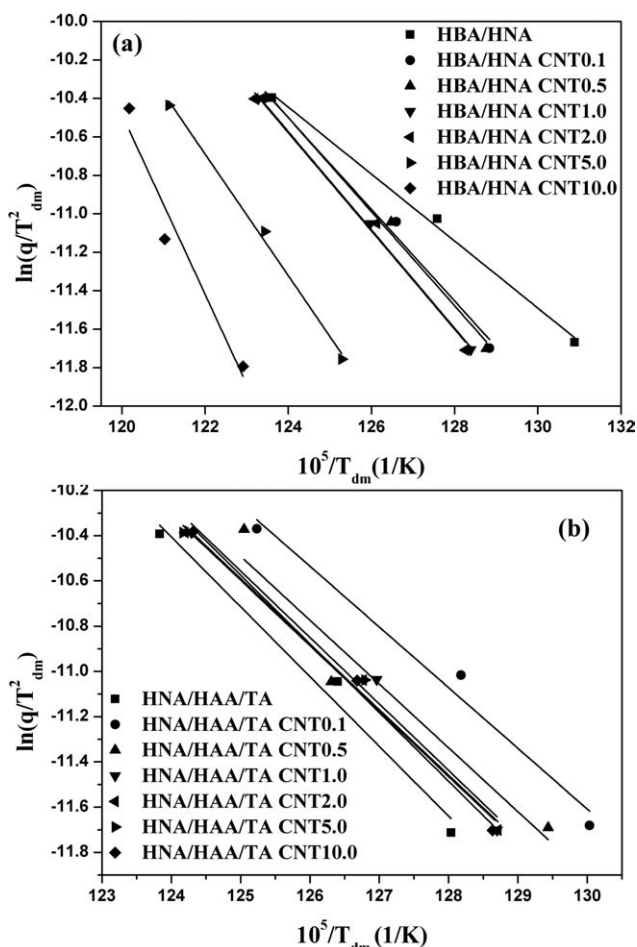 (a)
HBA/HNA
HBA/HNA CNT0.1
HBA/HNA CNT0.5
HBA/HNA CNT1.0
HBA/HNA CNT2.0
HBA/HNA CNT5.0
HBA/HNA CNT10.0
-10.0
-10.2
-10.4
-10.6
-10.8
-11.0
-11.2
-11.4
-11.6
-11.8
-12.0
ln(q/T²dm)
120 122 124 126 128 130 132
10⁵/Tdm(1/K)
(b)
-10.2
-10.4
-10.6
-10.8
-11.0
-11.2
-11.4
-11.6
-11.8
ln(q/T²dm)
HNA/HAA/TA
HNA/HAA/TA CNT0.1
HNA/HAA/TA CNT0.5
HNA/HAA/TA CNT1.0
HNA/HAA/TA CNT2.0
HNA/HAA/TA CNT5.0
HNA/HAA/TA CNT10.0
123 124 125 126 127 128 129 130
10⁵/Tdm(1/K)